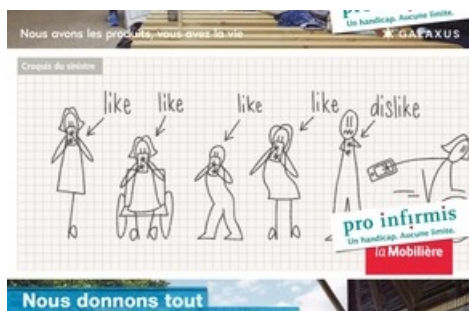 pro infirmis
Un handicap. Aucune limite.
Nous avons les produits, vous avez la vie
GALAXUS
Croquis du sinistre
like
like
like
like
dislike
pro infirmis
Un handicap. Aucune limite.
la Mobilière
Nous donnons tout